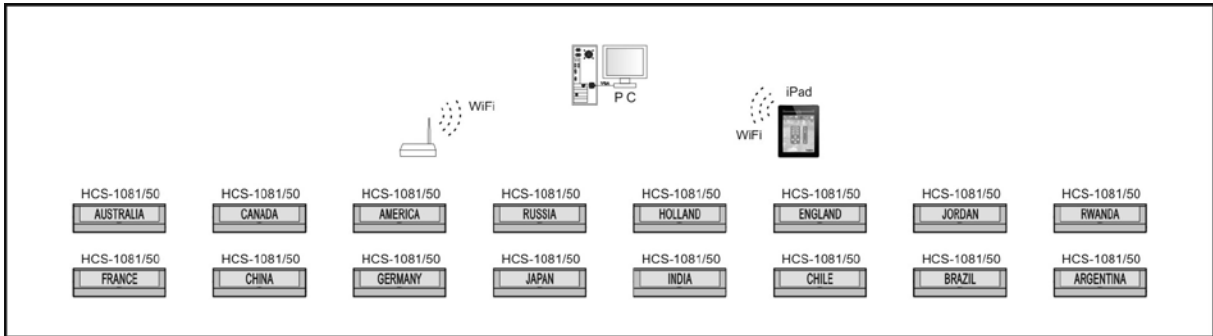 iPad
WiFi
PC
WiFi
HCS-1081/50 HCS-1081/50 HCS-1081/50 HCS-1081/50 HCS-1081/50 HCS-1081/50 HCS-1081/50 HCS-1081/50
AUSTRALIA CANADA AMERICA RUSSIA HOLLAND ENGLAND JORDAN RWANDA
HCS-1081/50 HCS-1081/50 HCS-1081/50 HCS-1081/50 HCS-1081/50 HCS-1081/50 HCS-1081/50 HCS-1081/50
FRANCE CHINA GERMANY JAPAN INDIA CHILE BRAZIL ARGENTINA